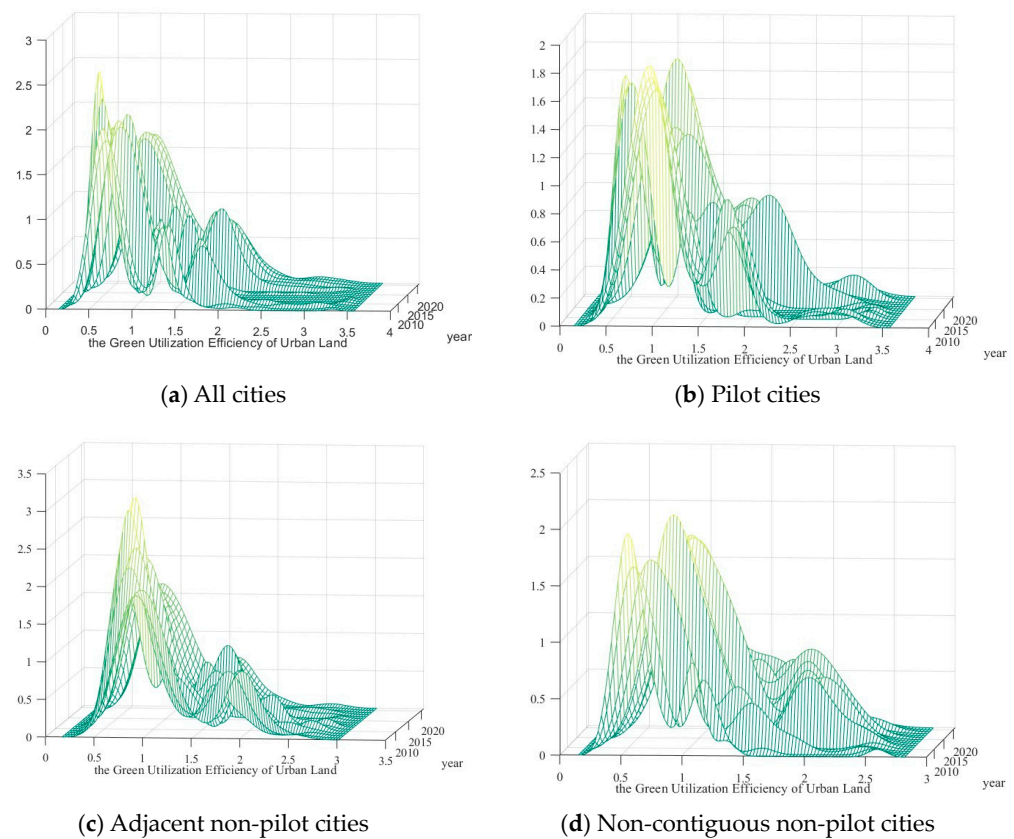 3
2.5
2
1.5
1
0.5
0
0 0.5 1 1.5 2 2.5 3 3.5 4
2010 2015 2020
the Green Utilization Efficiency of Urban Land
year
(a) All cities
2
1.8
1.6
1.4
1.2
1
0.8
0.6
0.4
0.2
0
0 0.5 1 1.5 2 2.5 3 3.5 4
2010 2015 2020
the Green Utilization Efficiency of Urban Land
year
(b) Pilot cities
3.5
3
2.5
2
1.5
1
0.5
0
0 0.5 1 1.5 2 2.5 3 3.5
2010 2015 2020
the Green Utilization Efficiency of Urban Land
year
(c) Adjacent non-pilot cities
2.5
2
1.5
1
0.5
0
0 0.5 1 1.5 2 2.5 3
2010 2015 2020
the Green Utilization Efficiency of Urban Land
year
(d) Non-contiguous non-pilot cities